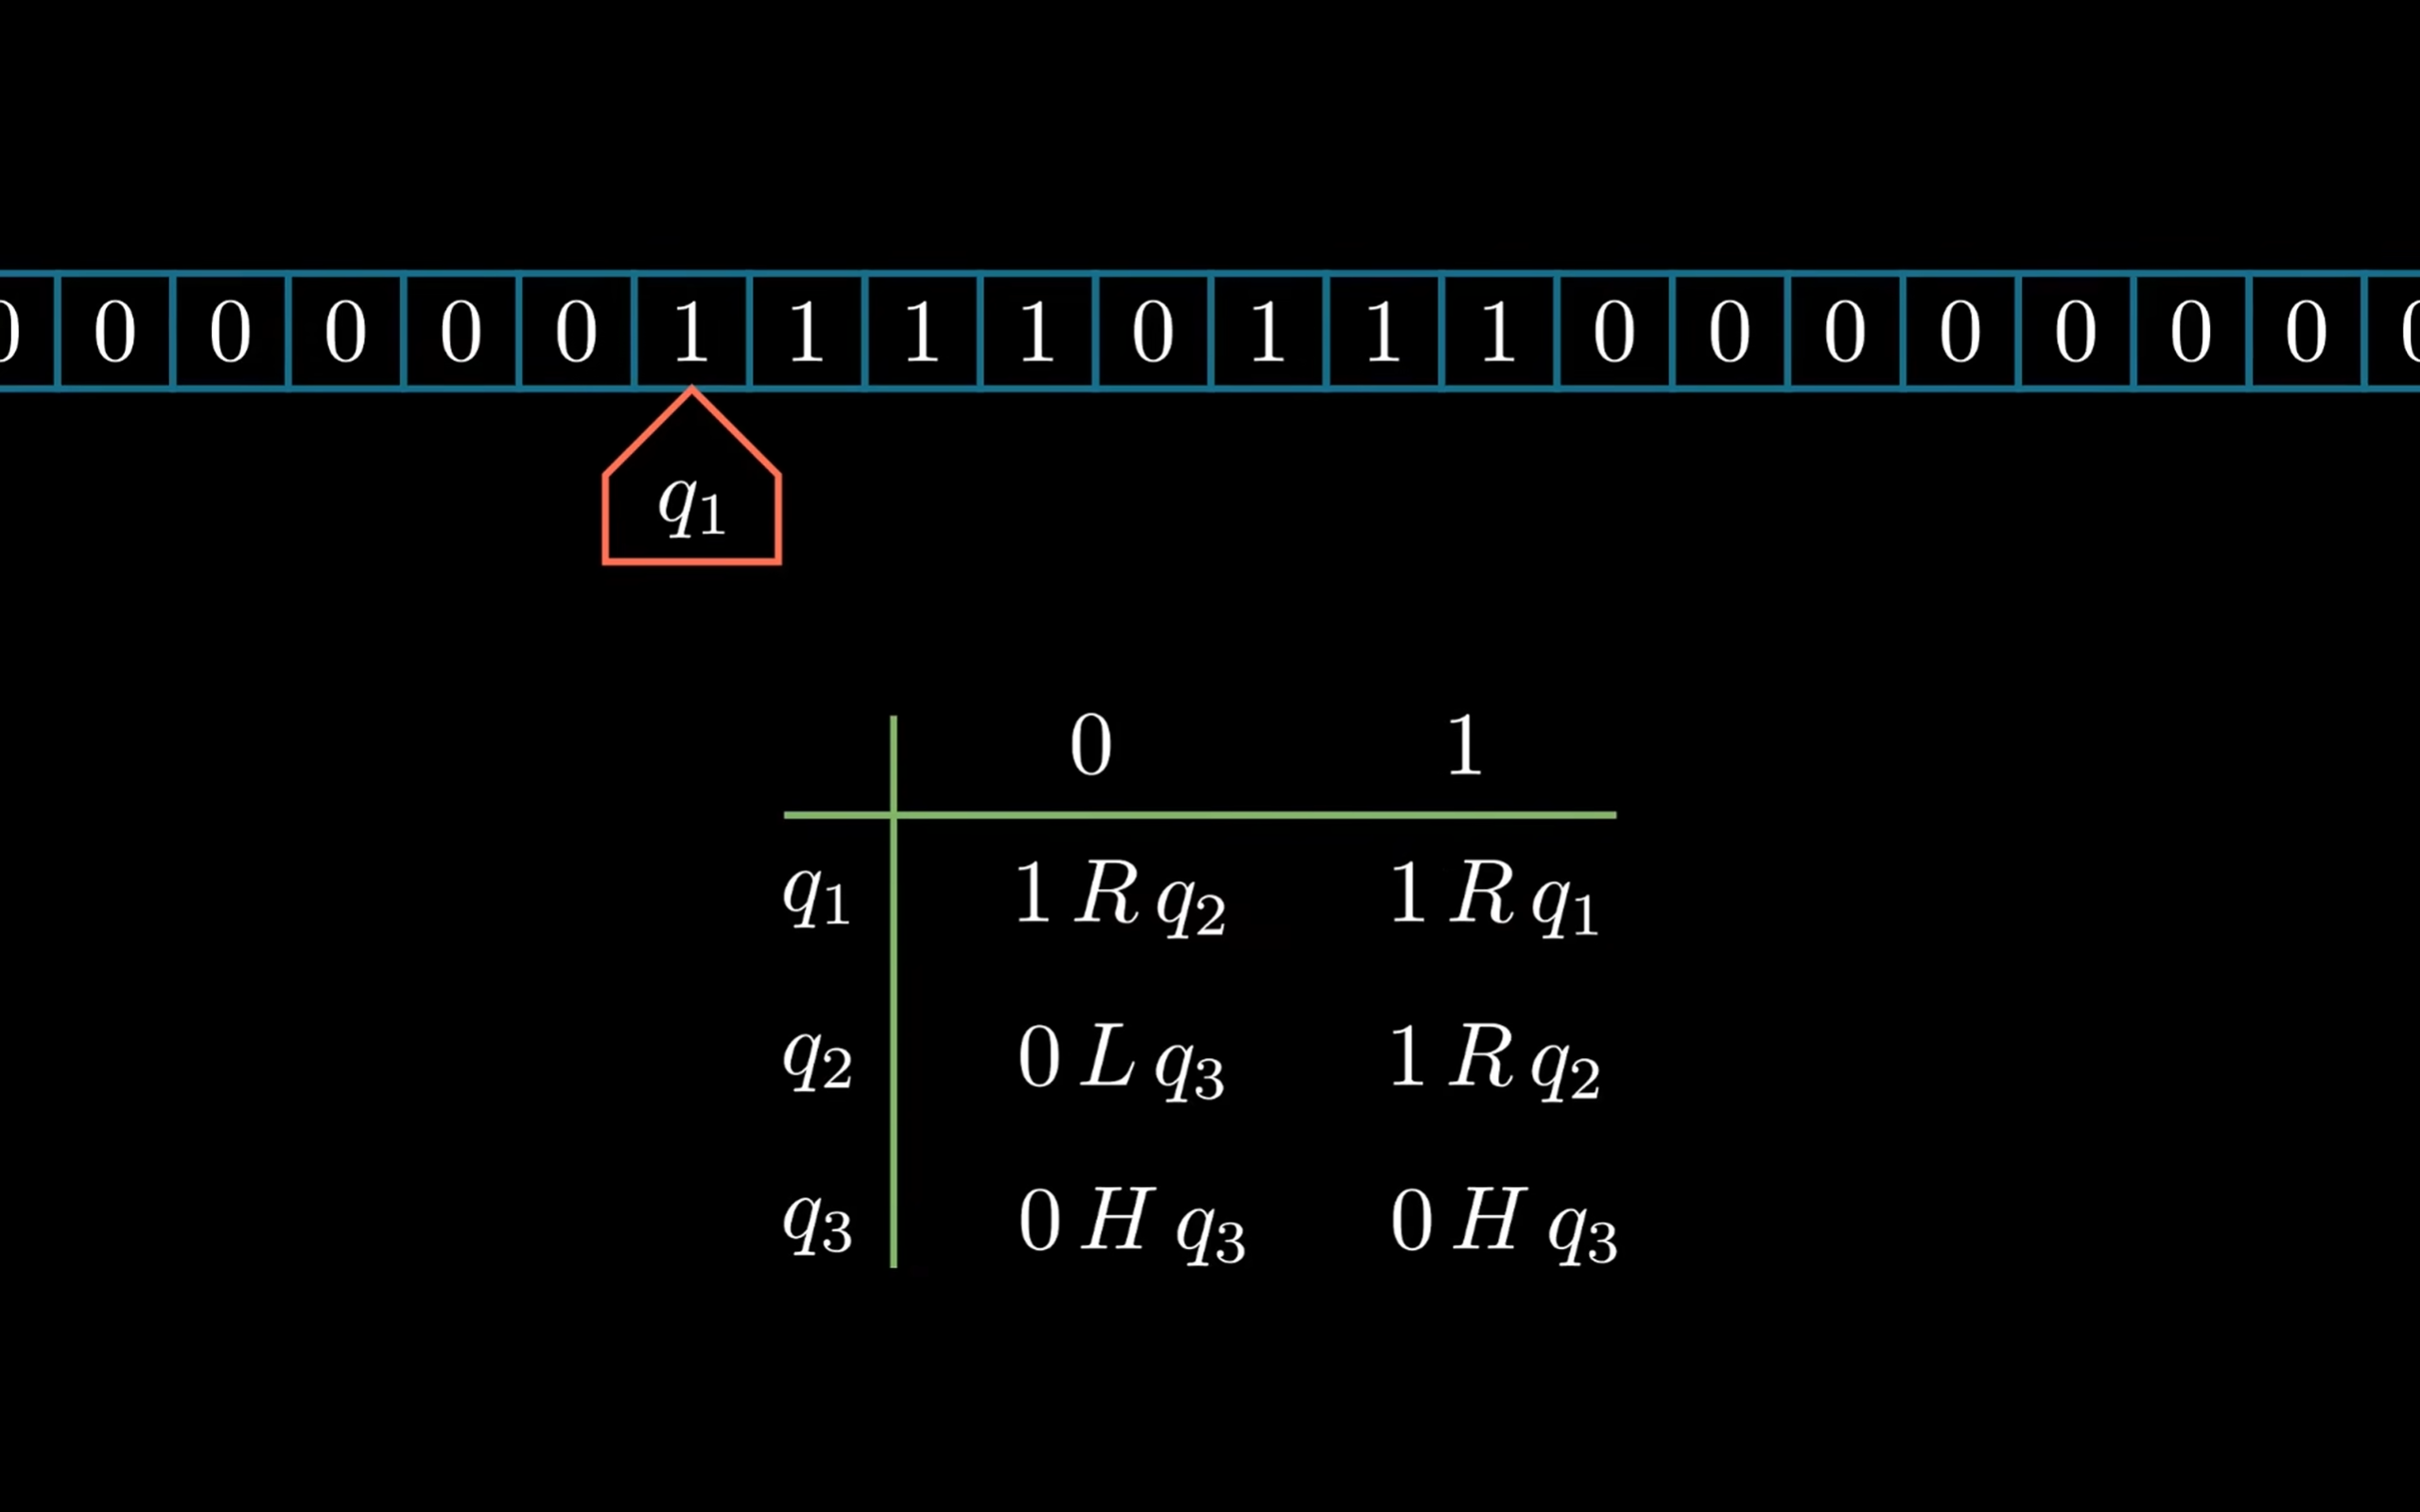 0 0 0 0 0 0 1 1 1 1 0 1 1 1 0 0 0 0 0 0 0 0
q₁
0 1
q₁ 1 R q₂ 1 R q₁
q₂ 0 L q₃ 1 R q₂
q₃ 0 H q₃ 0 H q₃